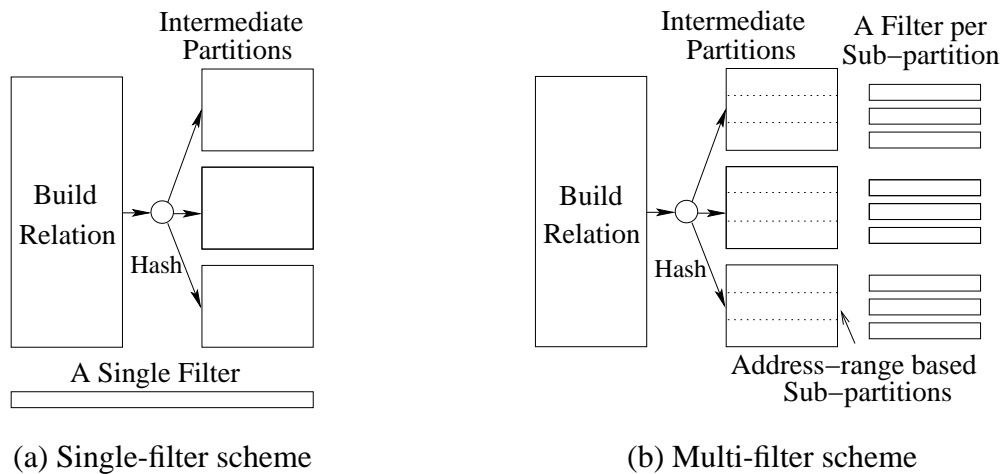 Intermediate
Partitions
Build
Relation
Hash
A Single Filter
(a) Single-filter scheme
Intermediate
Partitions
A Filter per
Sub−partition
Build
Relation
Hash
Address−range based
Sub−partitions
(b) Multi-filter scheme